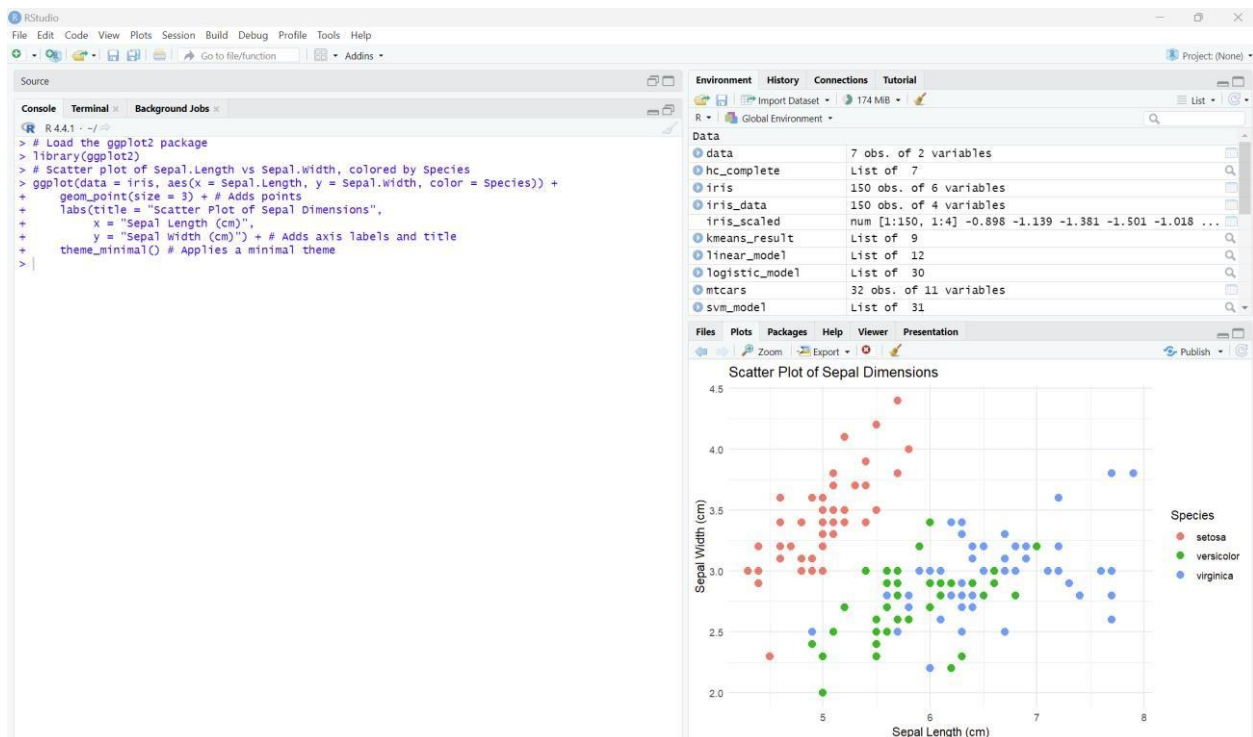 RStudio
File Edit Code View Plots Session Build Debug Profile Tools Help
Go to file/function Addins Project: (None)
Source
Console Terminal Background Jobs
R 4.4.1 · ~/
> # Load the ggplot2 package
> library(ggplot2)
> # Scatter plot of Sepal.Length vs Sepal.Width, colored by Species
> ggplot(data = iris, aes(x = Sepal.Length, y = Sepal.Width, color = Species)) +
+     geom_point(size = 3) + # Adds points
+     labs(title = "Scatter Plot of Sepal Dimensions",
+          x = "Sepal Length (cm)",
+          y = "Sepal Width (cm)") + # Adds axis labels and title
+     theme_minimal() # Applies a minimal theme
>
Environment History Connections Tutorial
Import Dataset 174 MiB List
R Global Environment
Data
data 7 obs. of 2 variables
hc_complete List of 7
iris 150 obs. of 6 variables
iris_data 150 obs. of 4 variables
iris_scaled num [1:150, 1:4] -0.898 -1.139 -1.381 -1.501 -1.018 ...
kmeans_result List of 9
linear_model List of 12
logistic_model List of 30
mtcars 32 obs. of 11 variables
svm_model List of 31
Files Plots Packages Help Viewer Presentation
Zoom Export Publish
Scatter Plot of Sepal Dimensions
4.5
4.0
3.5
3.0
2.5
2.0
Sepal Width (cm)
5 6 7 8
Sepal Length (cm)
Species
setosa
versicolor
virginica